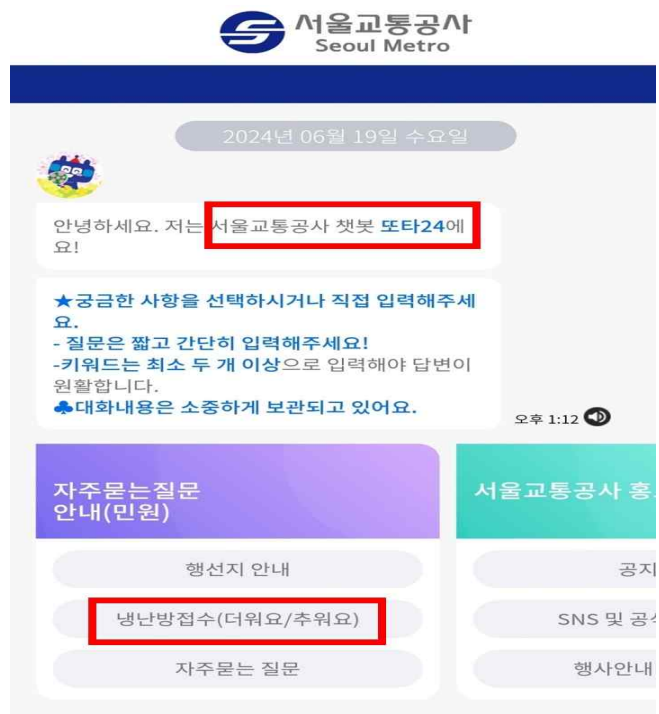 서울교통공사
Seoul Metro
2024년 06월 19일 수요일
안녕하세요. 저는 서울교통공사 챗봇 또타24에
요!
★궁금한 사항을 선택하시거나 직접 입력해주세
요.
- 질문은 짧고 간단히 입력해주세요!
-키워드는 최소 두 개 이상으로 입력해야 답변이
원활합니다.
♣대화내용은 소중하게 보관되고 있어요.
오후 1:12
자주묻는질문
안내(민원)
행선지 안내
냉난방접수(더워요/추워요)
자주묻는 질문
서울교통공사 홍
공지
SNS 및 공
행사안내